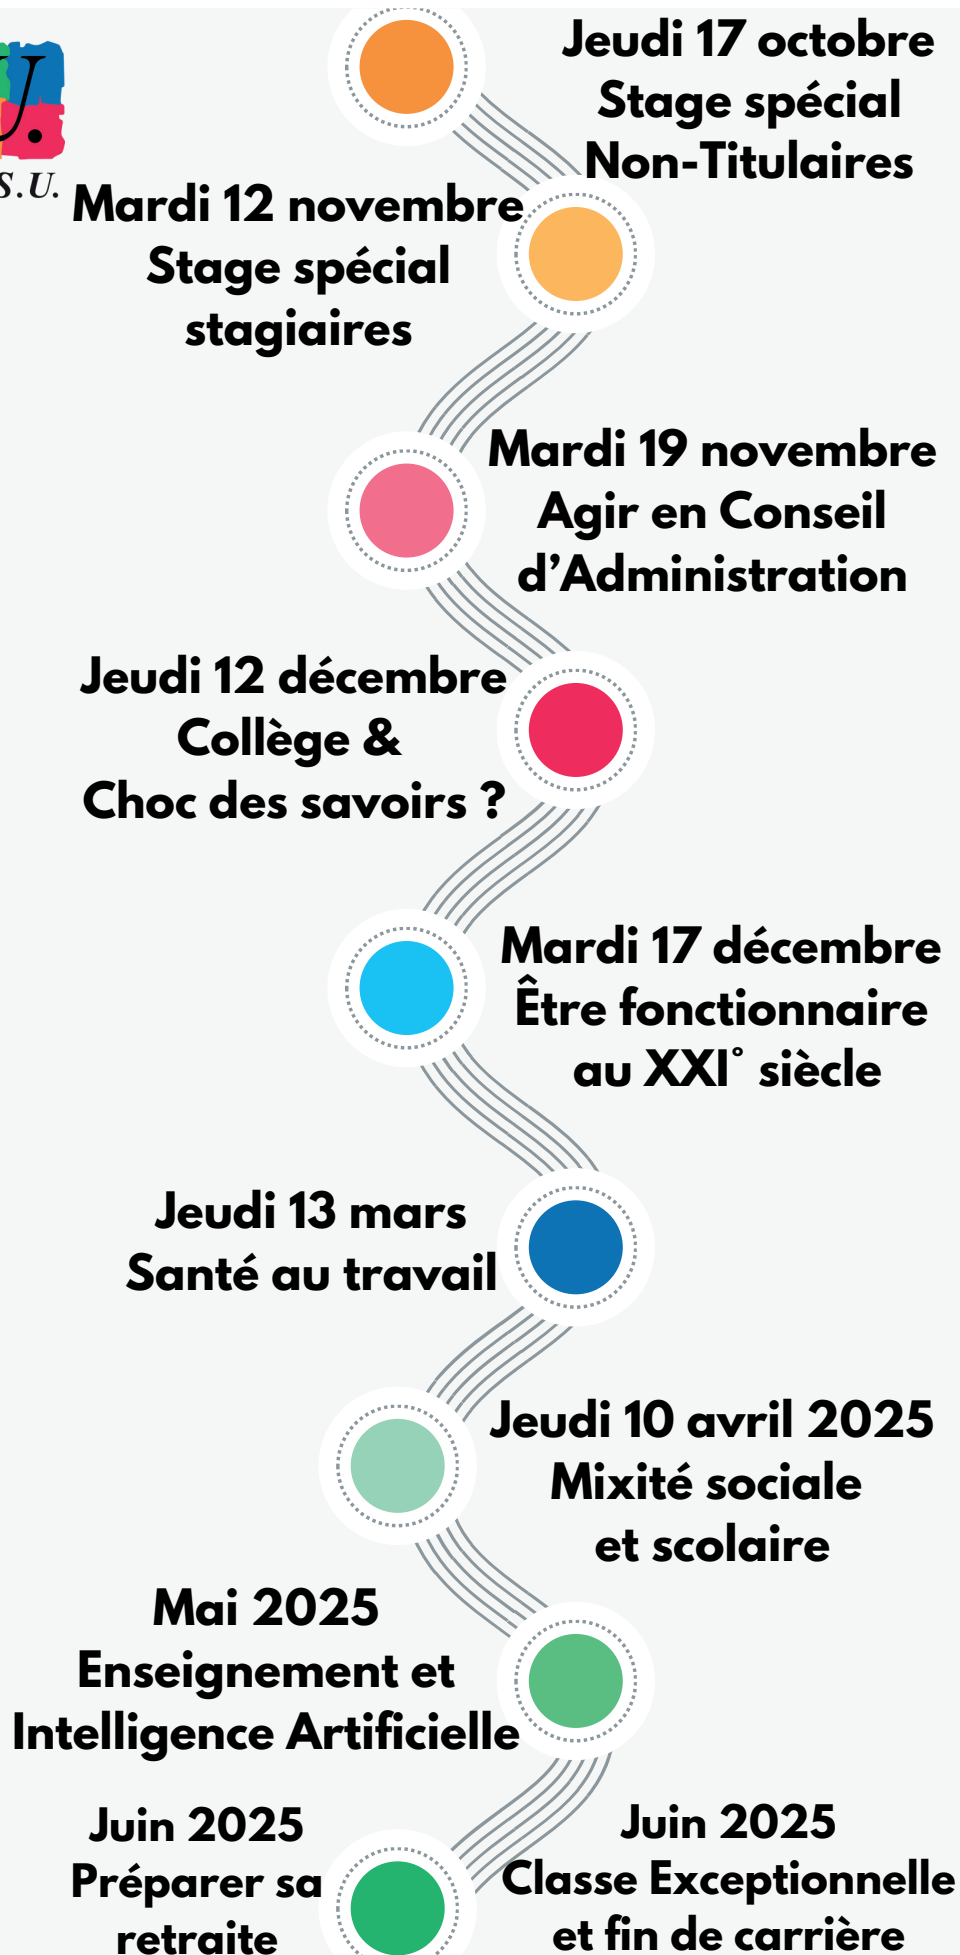 Jeudi 17 octobre
Stage spécial
Non-Titulaires
U.
S.U.
Mardi 12 novembre
Stage spécial
stagiaires
Mardi 19 novembre
Agir en Conseil
d’Administration
Jeudi 12 décembre
Collège &
Choc des savoirs ?
Mardi 17 décembre
Être fonctionnaire
au XXI° siècle
Jeudi 13 mars
Santé au travail
Jeudi 10 avril 2025
Mixité sociale
et scolaire
Mai 2025
Enseignement et
Intelligence Artificielle
Juin 2025
Préparer sa
retraite
Juin 2025
Classe Exceptionnelle
et fin de carrière